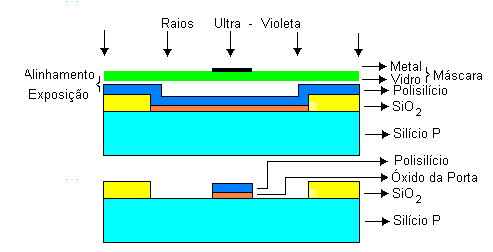 Raios Ultra - Violeta
Metal
Alinhamento
Vidro
Máscara
Exposição
Polisilício
SiO2
Silício P
Polisilício
Óxido da Porta
SiO2
Silício P